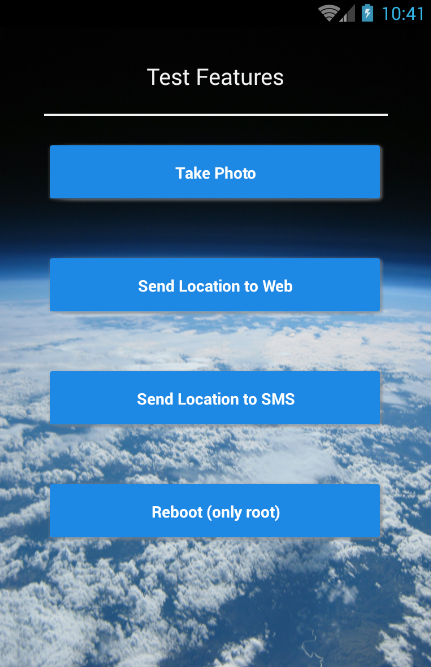 10:41
Test Features
Take Photo
Send Location to Web
Send Location to SMS
Reboot (only root)